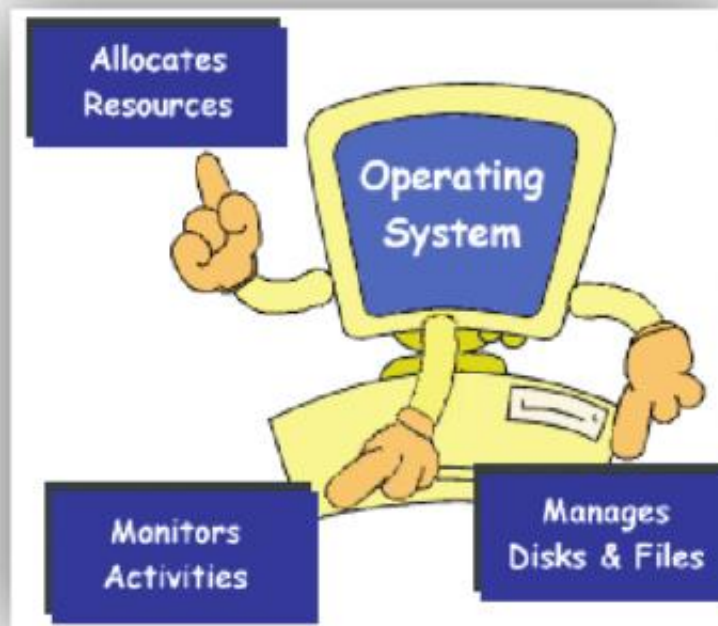 Allocates
Resources
Operating
System
Monitors
Activities
Manages
Disks & Files